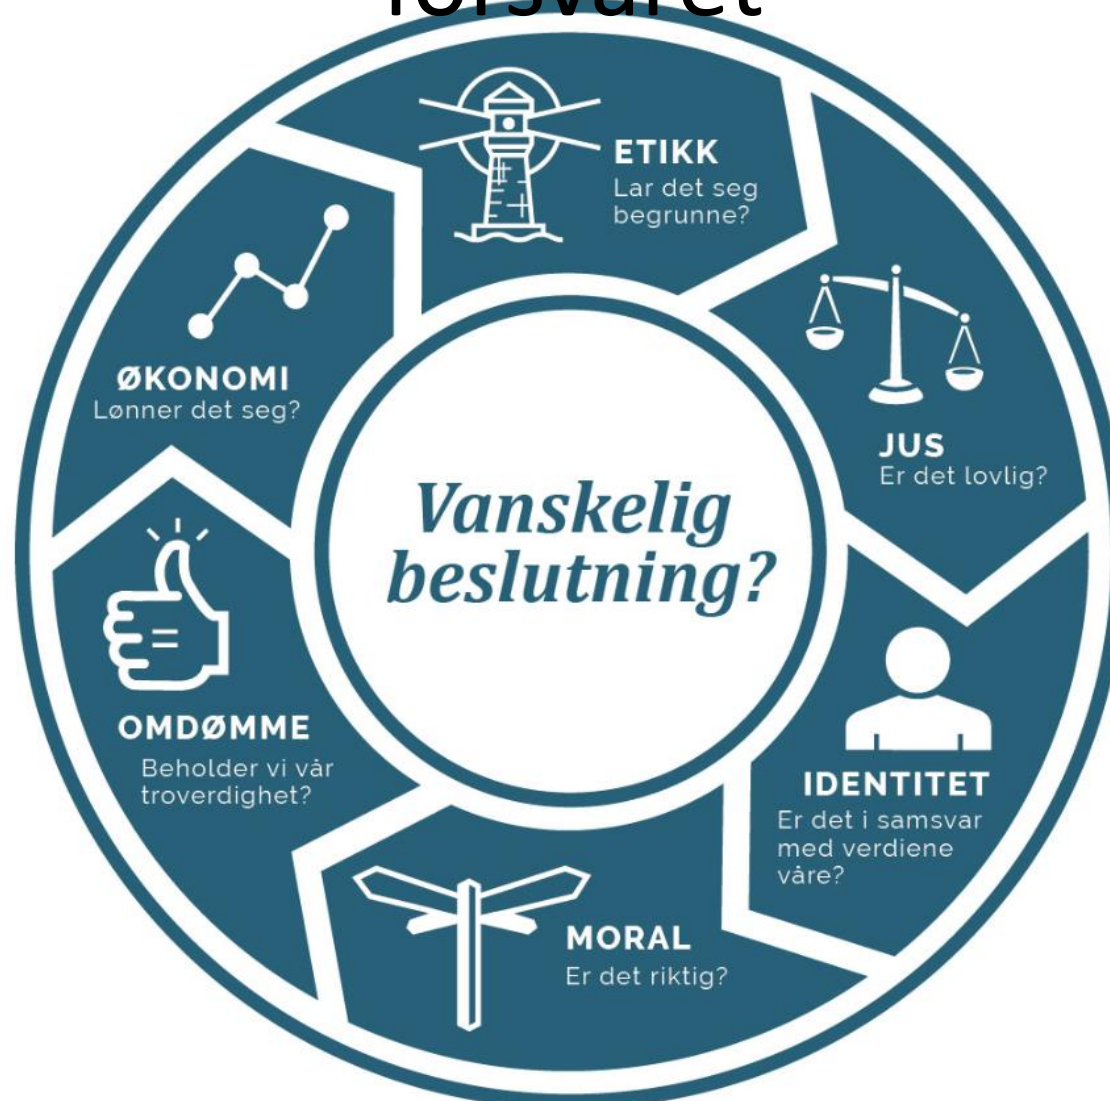 forsvaret
ETIKK
Lar det seg
begrunne?
JUS
Er det lovlig?
IDENTITET
Er det i samsvar
med verdiene
våre?
MORAL
Er det riktig?
OMDØMME
Beholder vi vår
troverdighet?
ØKONOMI
Lønner det seg?
Vanskelig
beslutning?